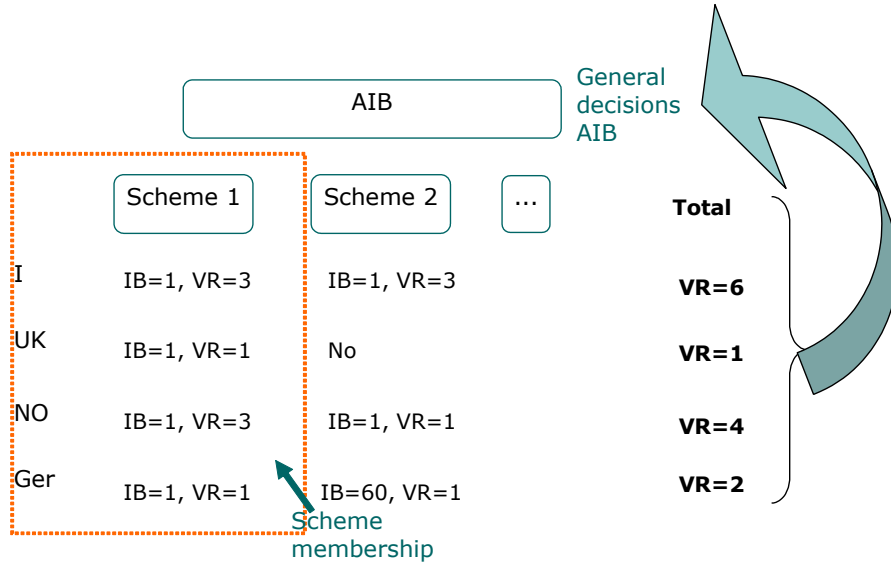 General
decisions
AIB
AIB
Scheme 1
Scheme 2
...
Total
I
IB=1, VR=3
IB=1, VR=3
VR=6
UK
IB=1, VR=1
No
VR=1
NO
IB=1, VR=3
IB=1, VR=1
VR=4
Ger
IB=1, VR=1
IB=60, VR=1
VR=2
Scheme
membership